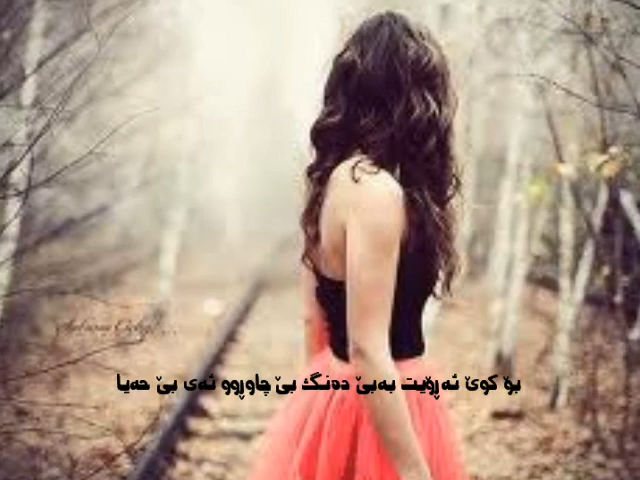 بۆ کوێ ئەڕۆیت بەبێ دەنگ بێ چاوڕوو ئەی بێ حەیا